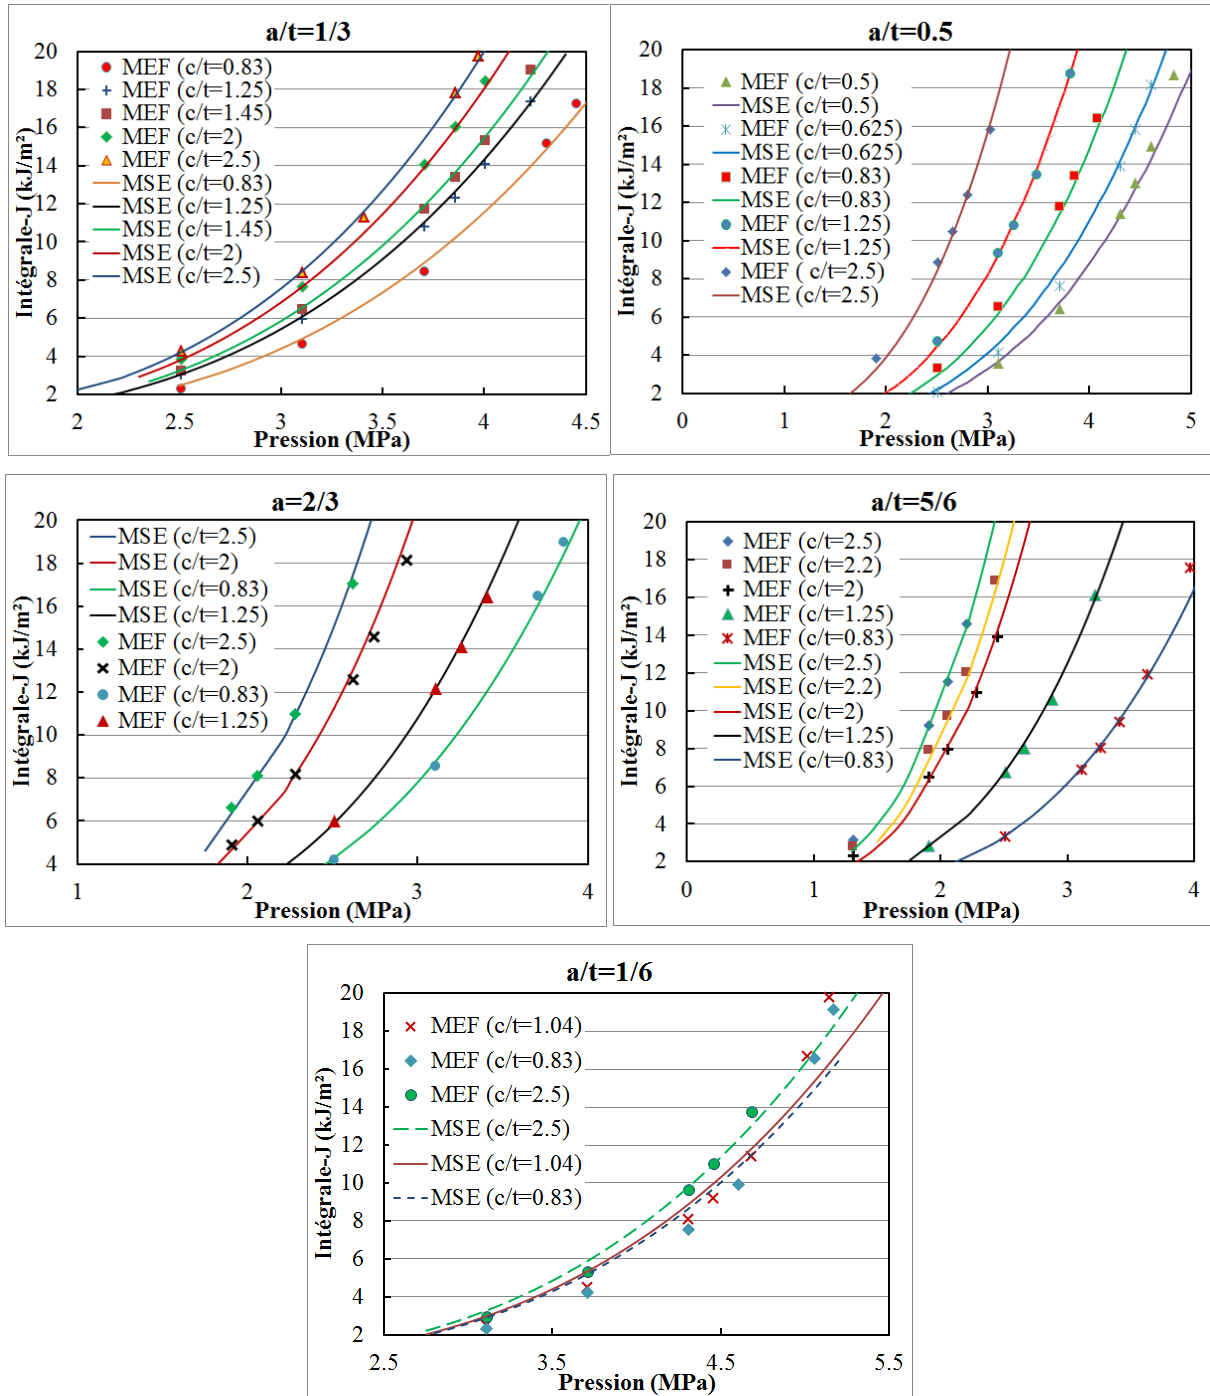 a/t=1/3
Intégrale-J (kJ/m²)
20
18
16
14
12
10
8
6
4
2
MEF (c/t=0.83)
MEF (c/t=1.25)
MEF (c/t=1.45)
MEF (c/t=2)
MEF (c/t=2.5)
MSE (c/t=0.83)
MSE (c/t=1.25)
MSE (c/t=1.45)
MSE (c/t=2)
MSE (c/t=2.5)
2 2.5 3 3.5 4 4.5
Pression (MPa)
a/t=0.5
Intégrale-J (kJ/m²)
20
18
16
14
12
10
8
6
4
2
MEF (c/t=0.5)
MSE (c/t=0.5)
MEF (c/t=0.625)
MSE (c/t=0.625)
MEF (c/t=0.83)
MSE (c/t=0.83)
MEF (c/t=1.25)
MSE (c/t=1.25)
MEF ( c/t=2.5)
MSE (c/t=2.5)
0 1 2 3 4 5
Pression (MPa)
a=2/3
Intégrale-J (kJ/m²)
20
18
16
14
12
10
8
6
4
MSE (c/t=2.5)
MSE (c/t=2)
MSE (c/t=0.83)
MSE (c/t=1.25)
MEF (c/t=2.5)
MEF (c/t=2)
MEF (c/t=0.83)
MEF (c/t=1.25)
1 2 3 4
Pression (MPa)
a/t=5/6
Intégrale-J (kJ/m²)
20
18
16
14
12
10
8
6
4
2
MEF (c/t=2.5)
MEF (c/t=2.2)
MEF (c/t=2)
MEF (c/t=1.25)
MEF (c/t=0.83)
MSE (c/t=2.5)
MSE (c/t=2.2)
MSE (c/t=2)
MSE (c/t=1.25)
MSE (c/t=0.83)
0 1 2 3 4
Pression (MPa)
a/t=1/6
Intégrale-J (kJ/m²)
20
18
16
14
12
10
8
6
4
2
MEF (c/t=1.04)
MEF (c/t=0.83)
MEF (c/t=2.5)
MSE (c/t=2.5)
MSE (c/t=1.04)
MSE (c/t=0.83)
2.5 3.5 4.5 5.5
Pression (MPa)